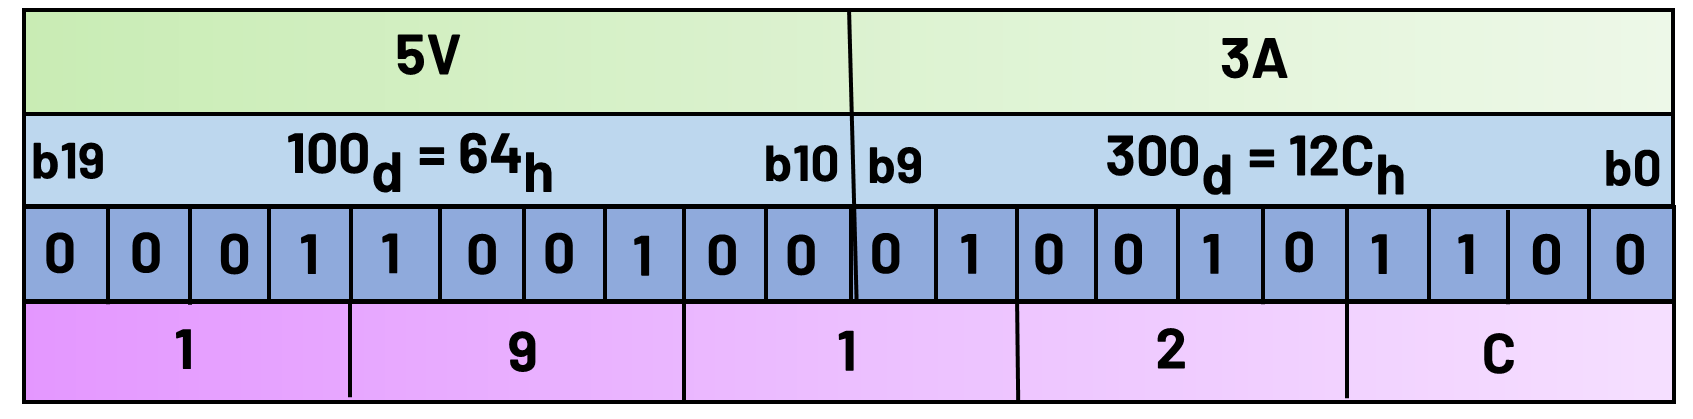 5V 3A
b19 100d = 64h b10 b9 300d = 12Ch b0
0 0 0 1 1 0 0 1 0 0 0 1 0 0 1 0 1 1 0 0
1 9 1 2 C